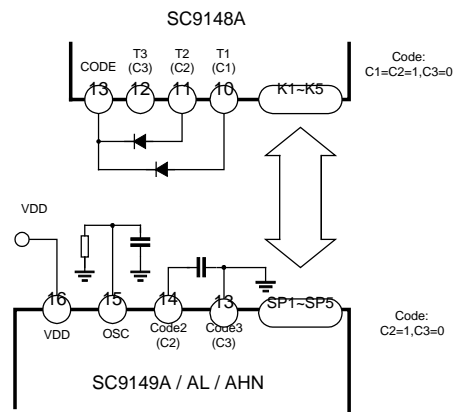 SC9148A
CODE
T3
(C3)
T2
(C2)
T1
(C1)
13
12
11
10
K1~K5
Code:
C1=C2=1,C3=0
VDD
16
15
14
13
SP1~SP5
VDD
OSC
Code2
(C2)
Code3
(C3)
Code:
C2=1,C3=0
SC9149A / AL / AHN